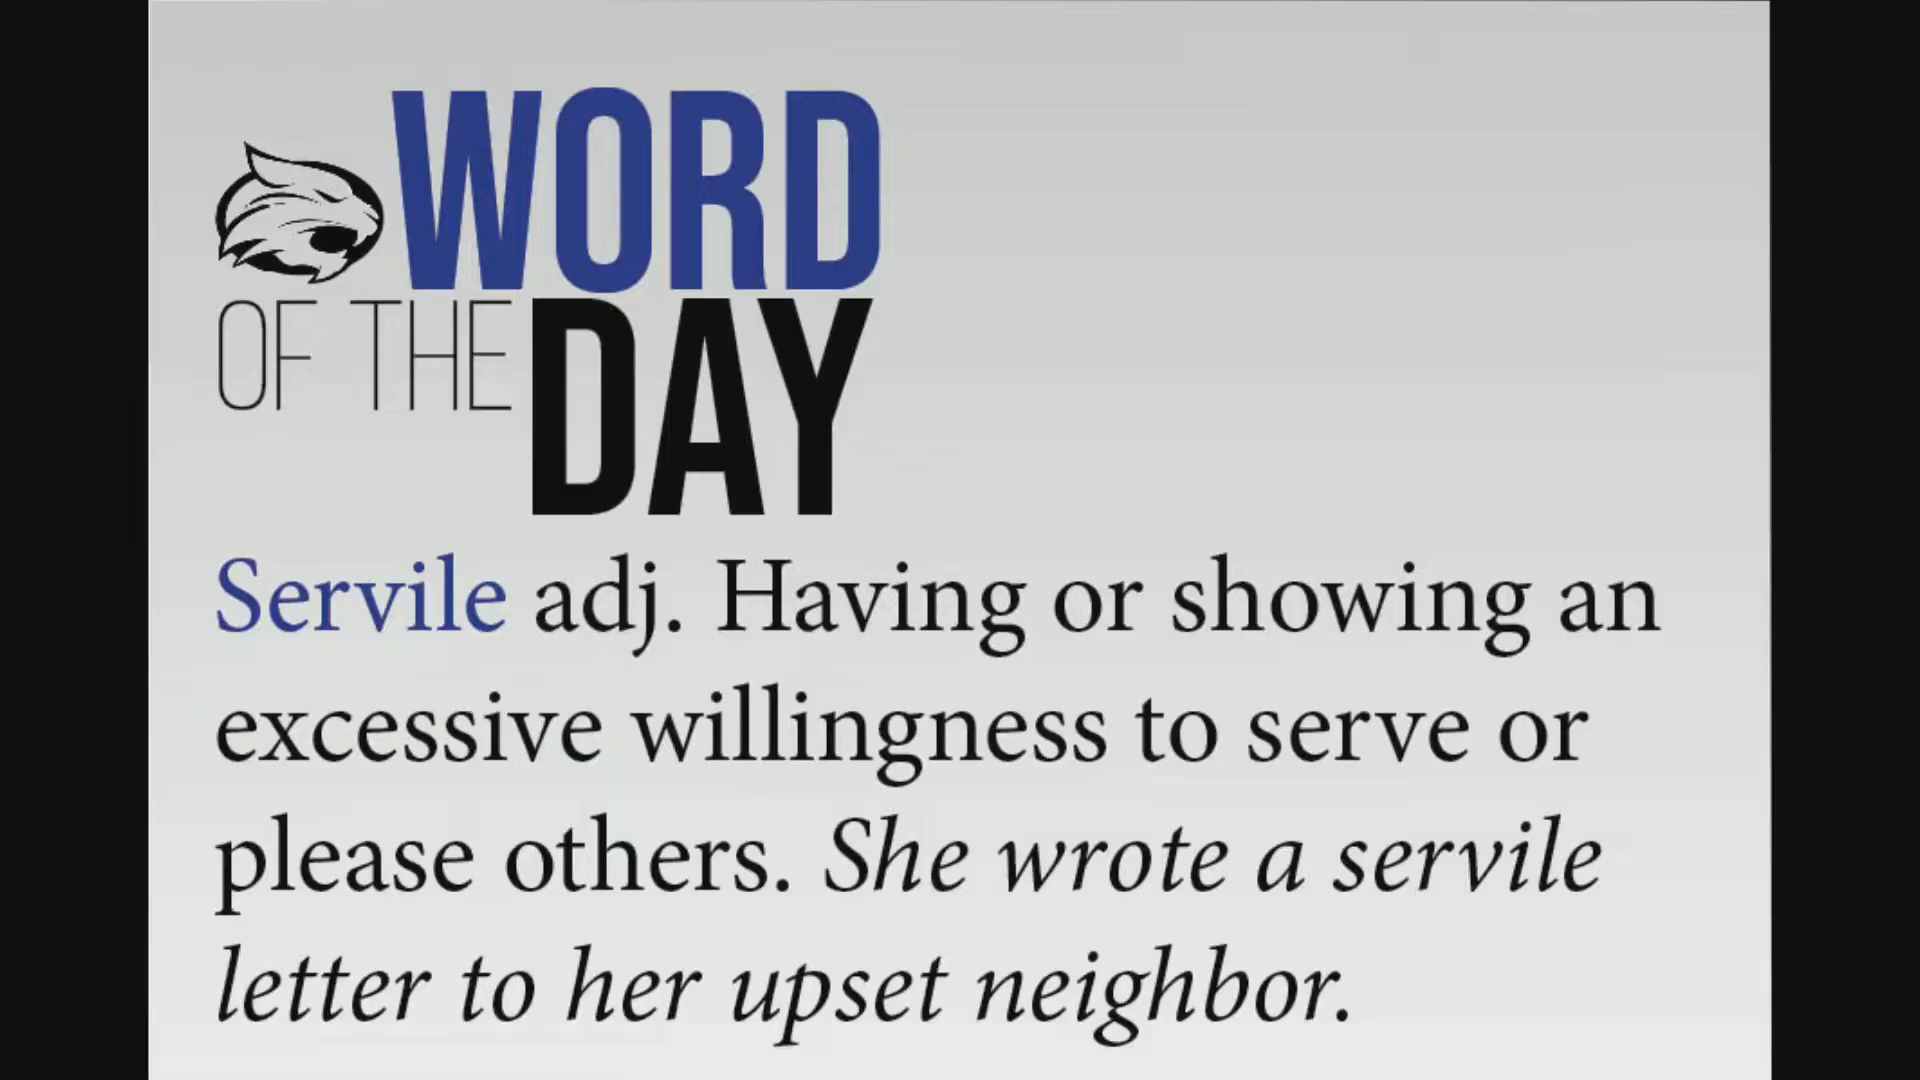 WORD
OF THE DAY
Servile adj. Having or showing an
excessive willingness to serve or
please others. She wrote a servile
letter to her upset neighbor.